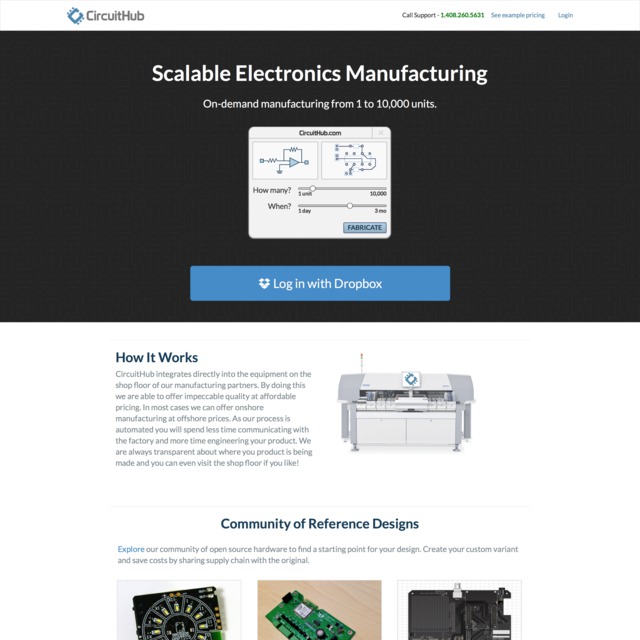 CircuitHub
Call Support - 1.408.260.5631 See example pricing Login
Scalable Electronics Manufacturing
On-demand manufacturing from 1 to 10,000 units.
CircuitHub.com
How many?
1 unit 10,000
When?
1 day 3 mo
FABRICATE
Log in with Dropbox
How It Works
CircuitHub integrates directly into the equipment on the
shop floor of our manufacturing partners. By doing this
we are able to offer impeccable quality at affordable
pricing. In most cases we can offer onshore
manufacturing at offshore prices. As our process is
automated you will spend less time communicating with
the factory and more time engineering your product. We
are always transparent about where you product is being
made and you can even visit the shop floor if you like!
Community of Reference Designs
Explore our community of open source hardware to find a starting point for your design. Create your custom variant
and save costs by sharing supply chain with the original.